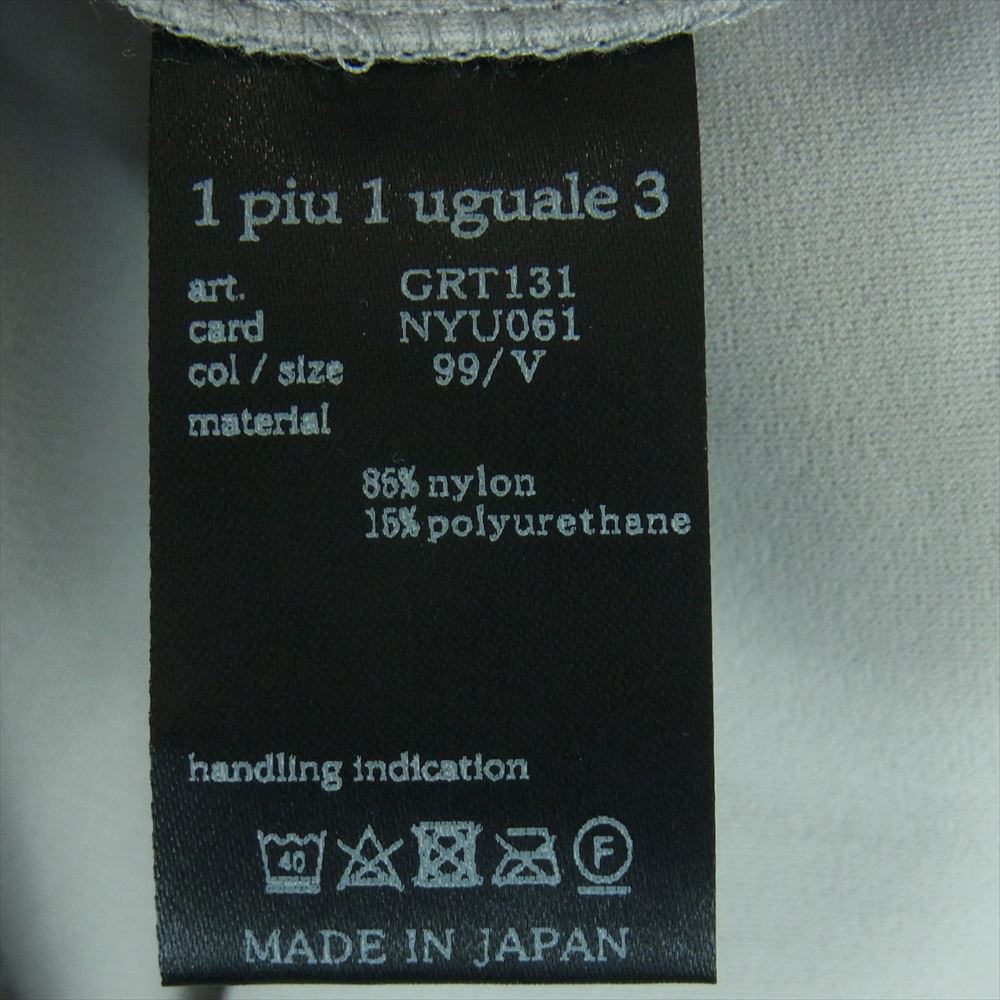 1 piu 1 uguale 3
art. GRT131
card NYU061
col / size 99/V
material
85% nylon
15% polyurethane
handling indication
40 F
MADE IN JAPAN